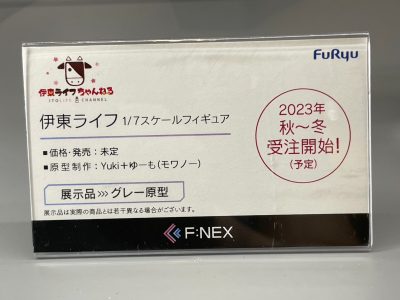 FuRyu
伊東ライフちゃんねる
ITOLIFE CHANNEL
伊東ライフ 1/7スケールフィギュア
■価格・発売:未定
■原型制作:Yuki+ゆーも(モワノー)
展示品>>>グレー原型
展示品は実際の商品とは若干異なる場合がございます。
2023年
秋~冬
受注開始!
(予定)
F:NEX